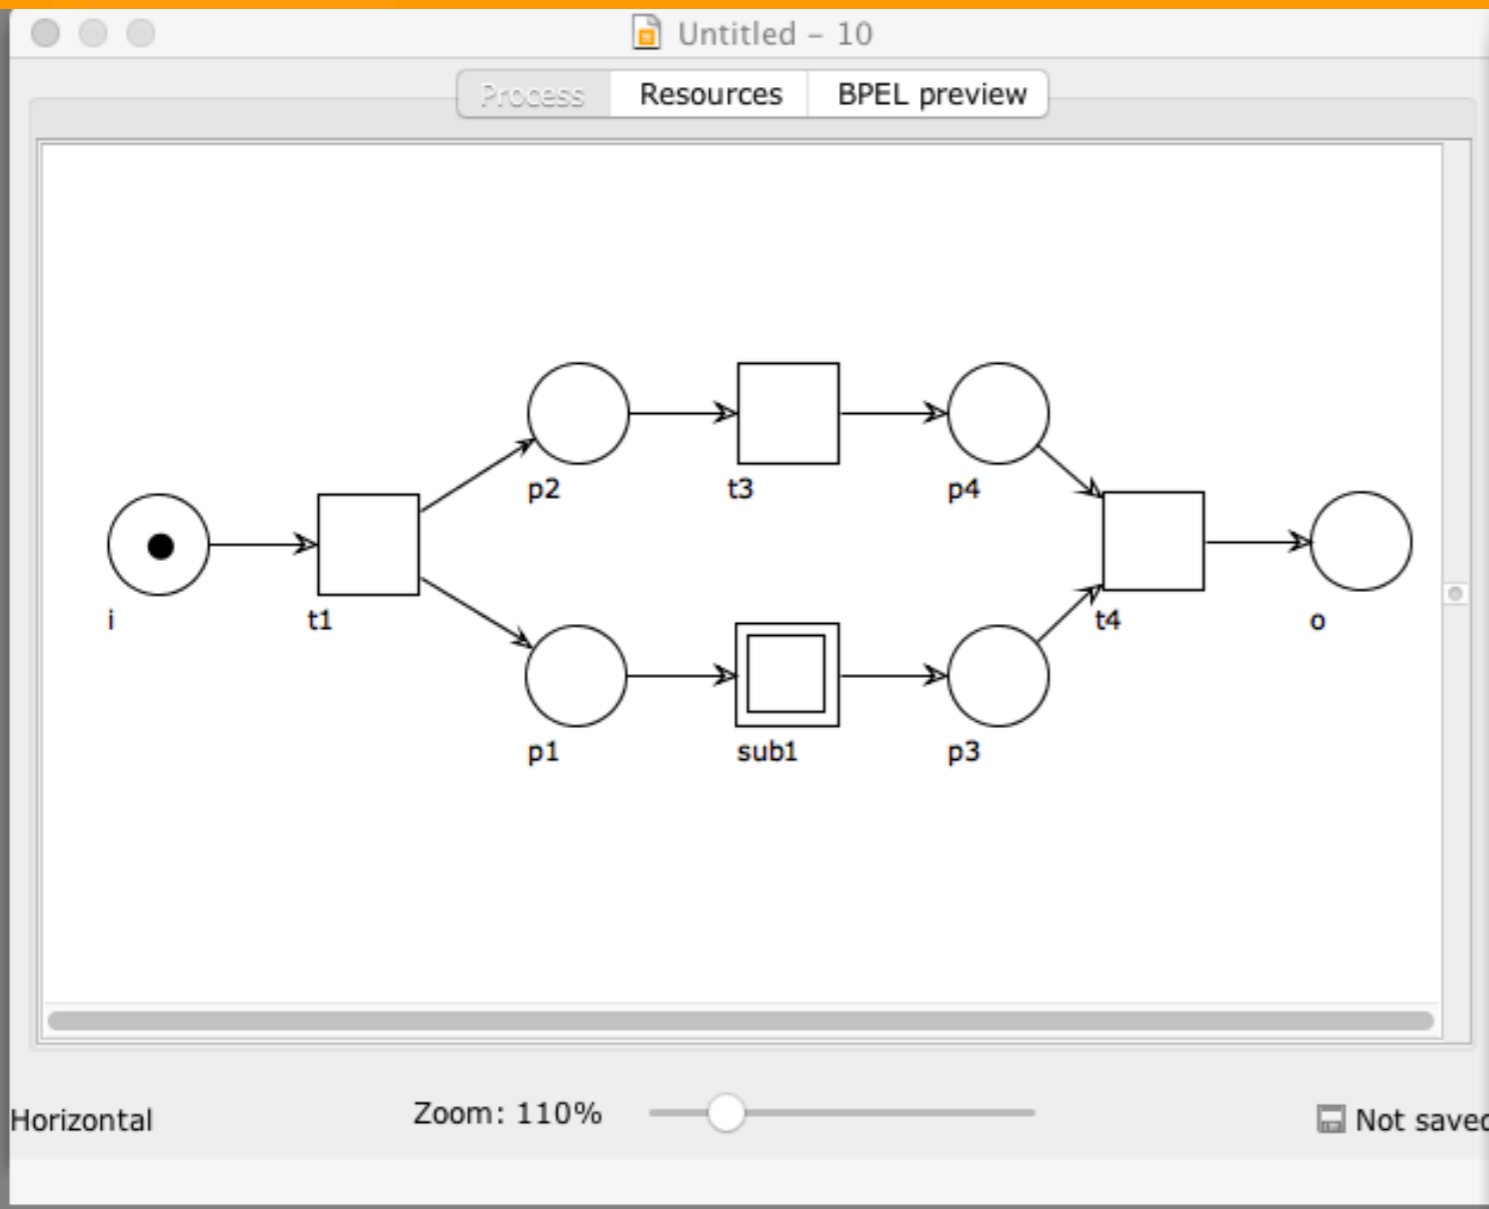 Untitled – 10
Process Resources BPEL preview
p2 t3 p4
i t1 t4 o
p1 sub1 p3
Horizontal Zoom: 110% Not saved